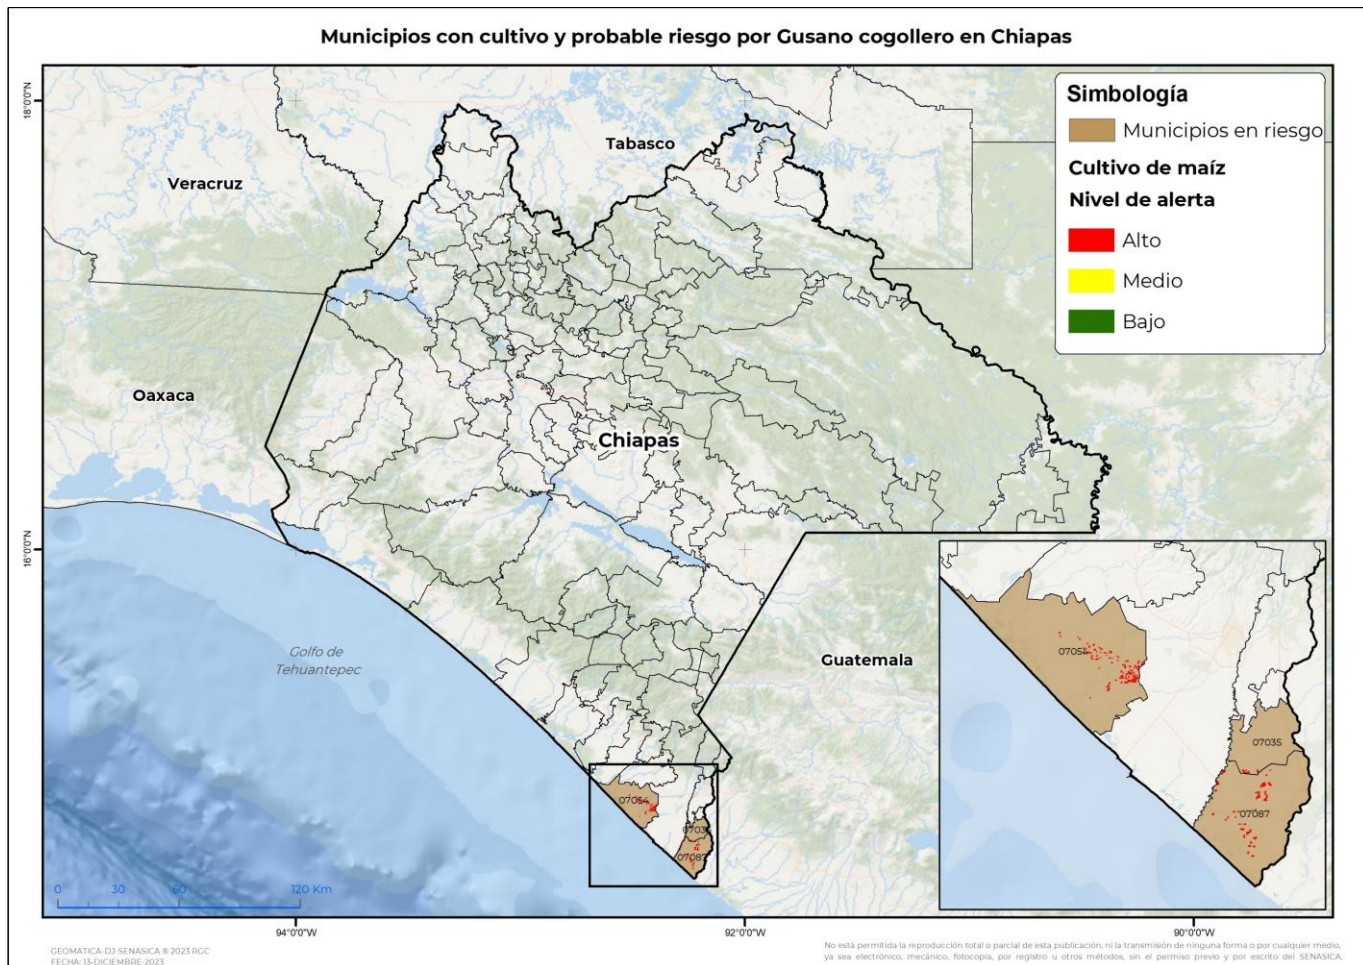 Municipios con cultivo y probable riesgo por Gusano cogollero en Chiapas
Simbología
Municipios en riesgo
Cultivo de maíz
Nivel de alerta
Alto
Medio
Bajo
18°0'0"N
16°0'0"N
Tabasco
Veracruz
Oaxaca
Chiapas
Golfo de
Tehuantepec
Guatemala
07054
07035
07087
07054
0703
07087
0
30
60
120 Km
94°0'0"W
92°0'0"W
90°0'0"W
GEOMÁTICA-DJ-SENASICA ® 2023 RGC
FECHA: 13-DICIEMBRE-2023
No está permitida la reproducción total o parcial de esta publicación, ni la transmisión de ninguna forma o por cualquier medio,
ya sea electrónico, mecánico, fotocopia, por registro u otros métodos, sin el permiso previo y por escrito del SENASICA.